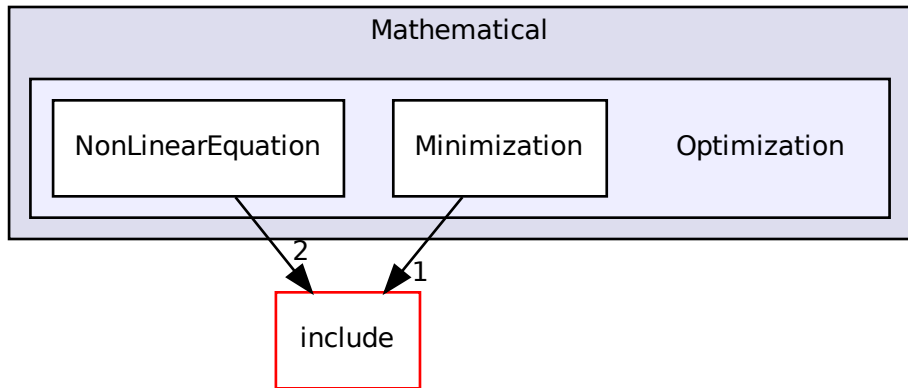 Mathematical
NonLinearEquation
Minimization
Optimization
2
1
include